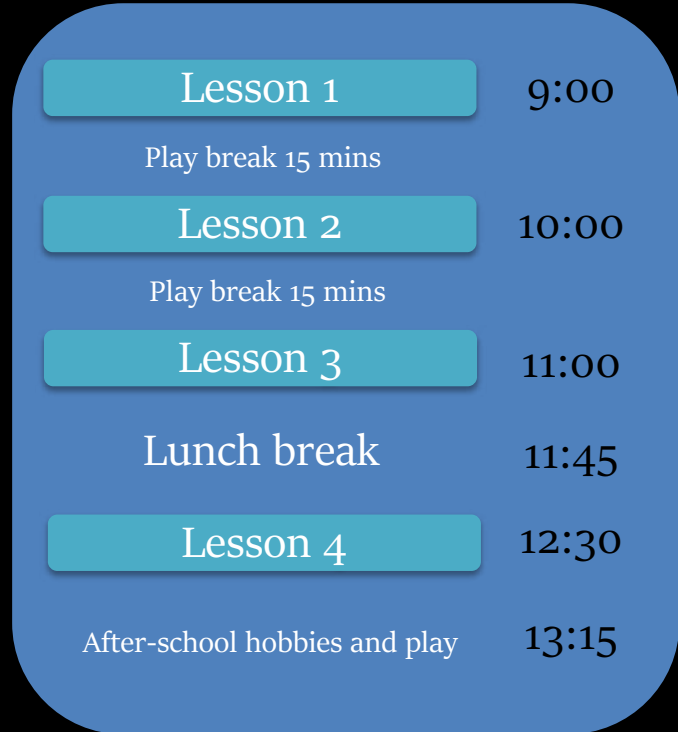 Lesson 1 9:00
Play break 15 mins
Lesson 2 10:00
Play break 15 mins
Lesson 3 11:00
Lunch break 11:45
Lesson 4 12:30
After-school hobbies and play 13:15